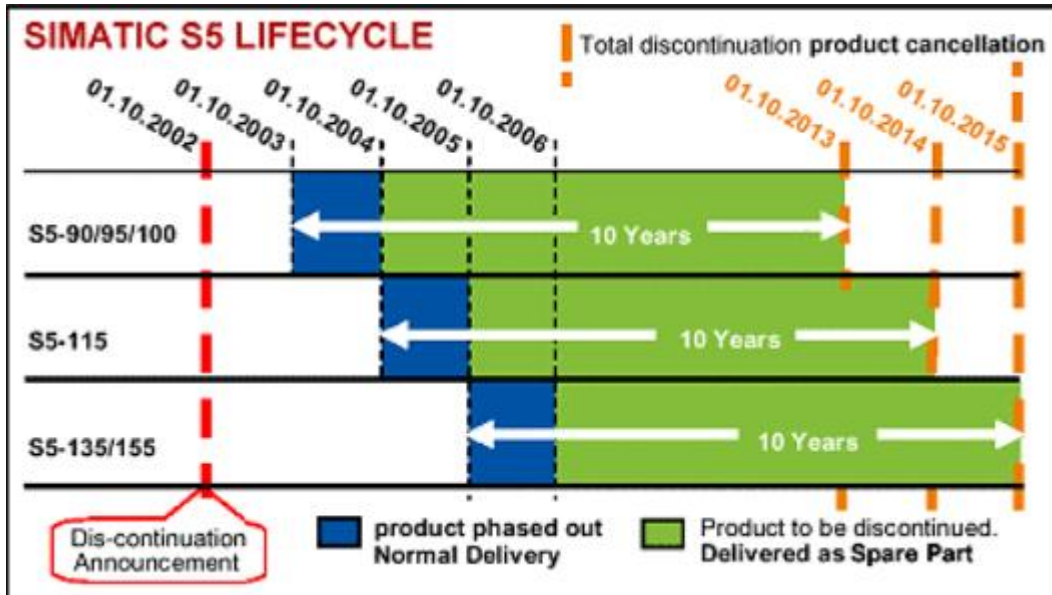 SIMATIC S5 LIFECYCLE
Total discontinuation product cancellation
01.10.2002
01.10.2003
01.10.2004
01.10.2005
01.10.2006
01.10.2013
01.10.2014
01.10.2015
S5-90/95/100
10 Years
S5-115
10 Years
S5-135/155
10 Years
Dis-continuation
Announcement
product phased out
Normal Delivery
Product to be discontinued.
Delivered as Spare Part